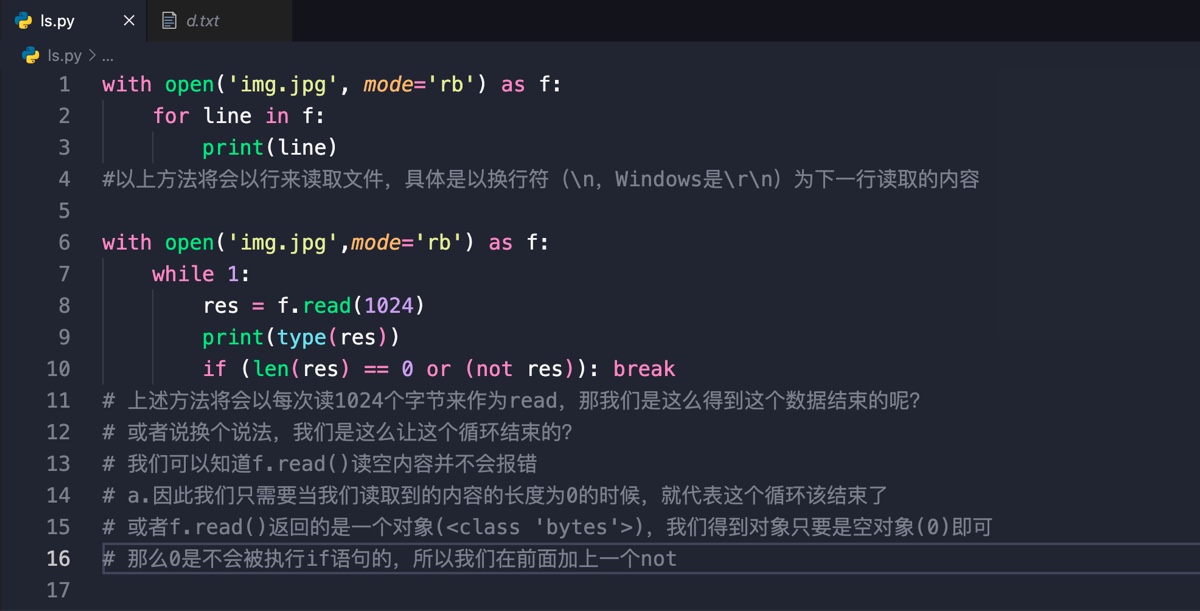 ls.py
d.txt
ls.py > ...
1 with open('img.jpg', mode='rb') as f:
2     for line in f:
3         print(line)
4 #以上方法将会以行来读取文件，具体是以换行符（\n，Windows是\r\n）为下一行读取的内容
5
6 with open('img.jpg',mode='rb') as f:
7     while 1:
8         res = f.read(1024)
9         print(type(res))
10         if (len(res) == 0 or (not res)): break
11 # 上述方法将会以每次读1024个字节来作为read，那我们是这么得到这个数据结束的呢？
12 # 或者说换个说法，我们是这么让这个循环结束的？
13 # 我们可以知道f.read()读空内容并不会报错
14 # a.因此我们只需要当我们读取到的内容的长度为0的时候，就代表这个循环该结束了
15 # 或者f.read()返回的是一个对象(<class 'bytes'>)，我们得到对象只要是空对象(0)即可
16 # 那么0是不会被执行if语句的，所以我们在前面加上一个not
17